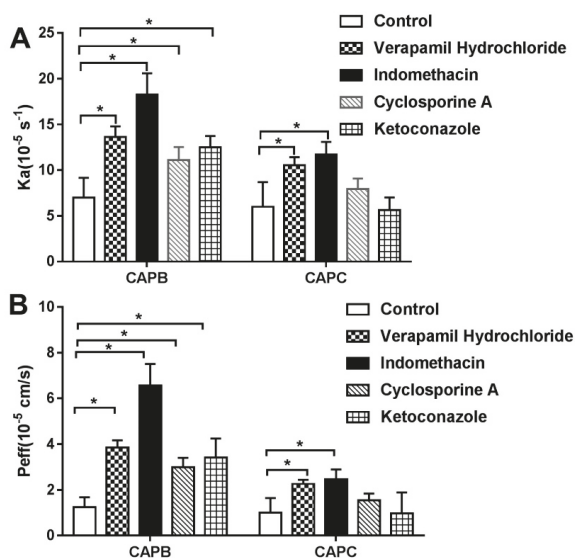 A
Ka(10⁻⁵ s⁻¹)
25
20
15
10
5
0
*
*
*
*
*
*
CAPB
CAPC
Control
Verapamil Hydrochloride
Indomethacin
Cyclosporine A
Ketoconazole
B
Peff(10⁻⁵ cm/s)
10
8
6
4
2
0
*
*
*
*
*
*
CAPB
CAPC
Control
Verapamil Hydrochloride
Indomethacin
Cyclosporine A
Ketoconazole